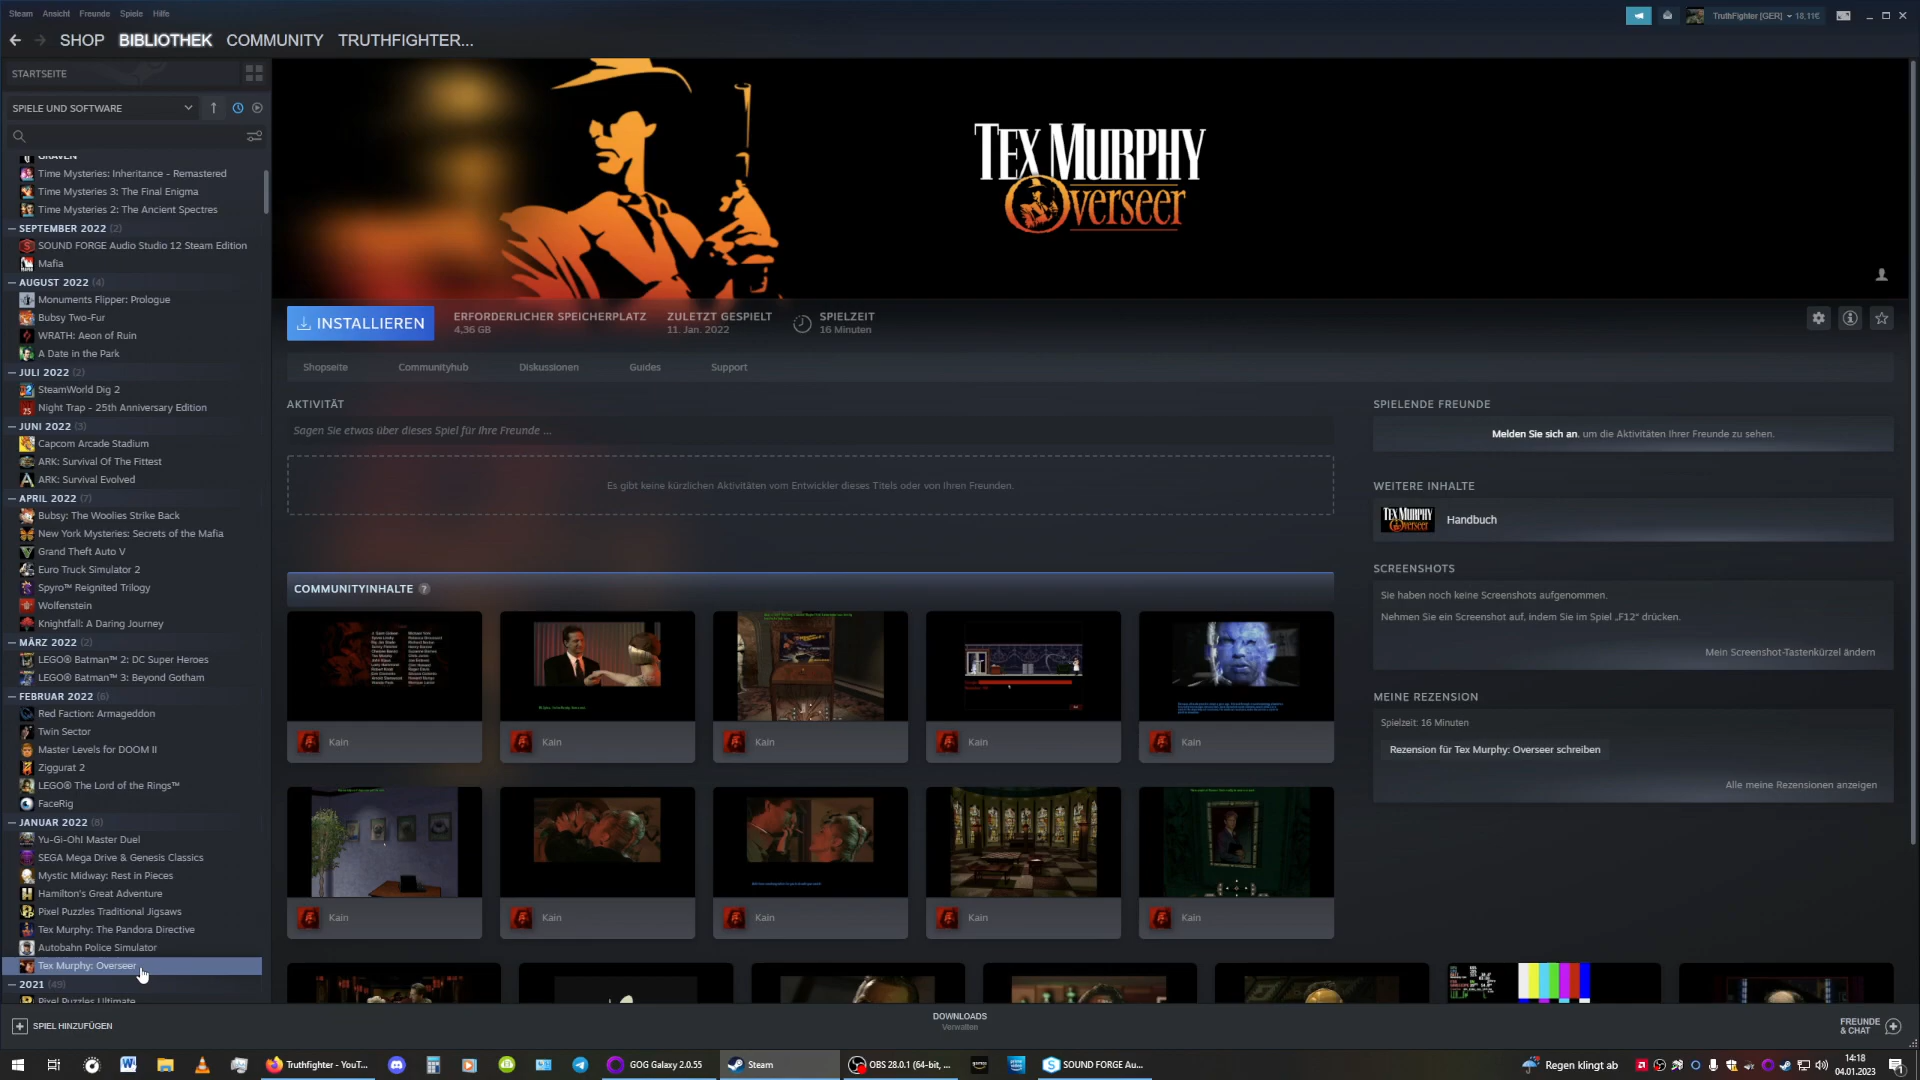 Steam Ansicht Freunde Spiele Hilfe
TruthFighter [GER] 18,11€
SHOP BIBLIOTHEK COMMUNITY TRUTHFIGHTER...
STARTSEITE
SPIELE UND SOFTWARE
GRAVEN
Time Mysteries: Inheritance - Remastered
Time Mysteries 3: The Final Enigma
Time Mysteries 2: The Ancient Spectres
— SEPTEMBER 2022 (2)
SOUND FORGE Audio Studio 12 Steam Edition
Mafia
— AUGUST 2022 (4)
Monuments Flipper: Prologue
Bubsy Two-Fur
WRATH: Aeon of Ruin
A Date in the Park
— JULI 2022 (2)
SteamWorld Dig 2
Night Trap - 25th Anniversary Edition
— JUNI 2022 (3)
Capcom Arcade Stadium
ARK: Survival Of The Fittest
ARK: Survival Evolved
— APRIL 2022 (7)
Bubsy: The Woolies Strike Back
New York Mysteries: Secrets of the Mafia
Grand Theft Auto V
Euro Truck Simulator 2
Spyro™ Reignited Trilogy
Wolfenstein
Knightfall: A Daring Journey
— MÄRZ 2022 (2)
LEGO® Batman™ 2: DC Super Heroes
LEGO® Batman™ 3: Beyond Gotham
— FEBRUAR 2022 (6)
Red Faction: Armageddon
Twin Sector
Master Levels for DOOM II
Ziggurat 2
LEGO® The Lord of the Rings™
FaceRig
— JANUAR 2022 (8)
Yu-Gi-Oh! Master Duel
SEGA Mega Drive & Genesis Classics
Mystic Midway: Rest in Pieces
Hamilton's Great Adventure
Pixel Puzzles Traditional Jigsaws
Tex Murphy: The Pandora Directive
Autobahn Police Simulator
Tex Murphy: Overseer
— 2021 (49)
Pixel Puzzles Ultimate
TEX MURPHY
Overseer
INSTALLIEREN
ERFORDERLICHER SPEICHERPLATZ
4,36 GB
ZULETZT GESPIELT
11. Jan. 2022
SPIELZEIT
16 Minuten
Shopseite Communityhub Diskussionen Guides Support
AKTIVITÄT
Sagen Sie etwas über dieses Spiel für Ihre Freunde ...
Es gibt keine kürzlichen Aktivitäten vom Entwickler dieses Titels oder von Ihren Freunden.
COMMUNITYINHALTE ?
Kain Kain Kain Kain Kain
Kain Kain Kain Kain Kain
SPIELENDE FREUNDE
Melden Sie sich an, um die Aktivitäten Ihrer Freunde zu sehen.
WEITERE INHALTE
TEX MURPHY
Overseer
Handbuch
SCREENSHOTS
Sie haben noch keine Screenshots aufgenommen.
Nehmen Sie ein Screenshot auf, indem Sie im Spiel „F12" drücken.
Mein Screenshot-Tastenkürzel ändern
MEINE REZENSION
Spielzeit: 16 Minuten
Rezension für Tex Murphy: Overseer schreiben
Alle meine Rezensionen anzeigen
SPIEL HINZUFÜGEN
DOWNLOADS
Verwalten
FREUNDE
& CHAT
Truthfighter - YouT...
GOG Galaxy 2.0.55
Steam
OBS 28.0.1 (64-bit, ...
SOUND FORGE Au...
Regen klingt ab
14:18
04.01.2023